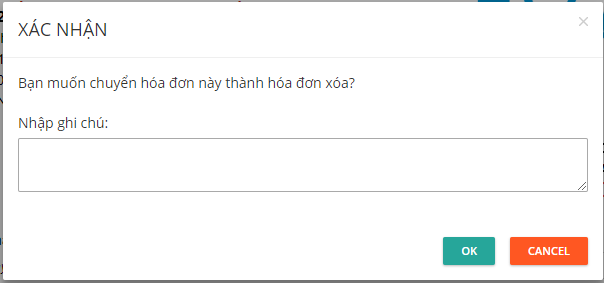 XÁC NHẬN
×
Bạn muốn chuyển hóa đơn này thành hóa đơn xóa?
Nhập ghi chú:
OK
CANCEL